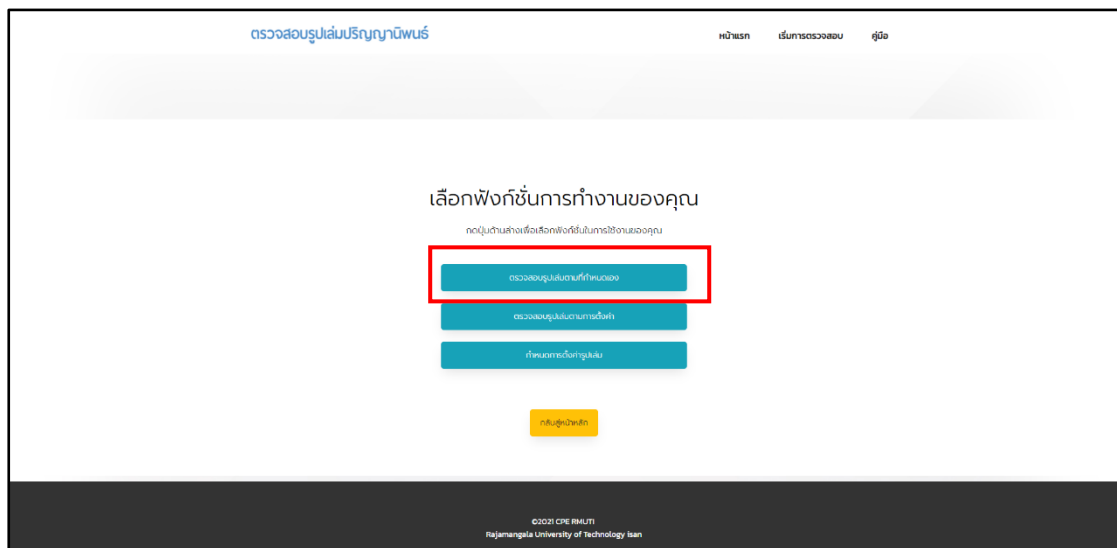 ตรวจสอบรูปเล่มปริญญานิพนธ์
หน้าแรก เริ่มการตรวจสอบ คู่มือ
เลือกฟังก์ชั่นการทำงานของคุณ
กดปุ่มด้านล่างเพื่อเลือกฟังก์ชั่นในการใช้งานของคุณ
ตรวจสอบรูปเล่มตามที่กำหนดเอง
ตรวจสอบรูปเล่มตามการตั้งค่า
กำหนดการตั้งค่ารูปเล่ม
กลับสู่หน้าหลัก
©2021 CPE RMUTI
Rajamangala University of Technology Isan